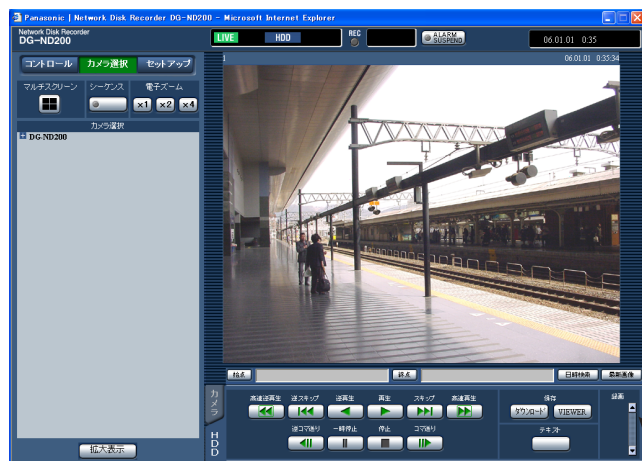 Panasonic | Network Disk Recorder DG-ND200 - Microsoft Internet Explorer
Network Disk Recorder
DG-ND200
LIVE HDD REC ALARM SUSPEND 06.01.01 0:35
コントロール カメラ選択 セットアップ
1 06.01.01 0:35:34
マルチスクリーン シーケンス 電子ズーム
x1 x2 x4
カメラ選択
DG-ND200
始点 終点 日時検索 最新画像
カメラ
HDD
高速逆再生 逆スキップ 逆再生 再生 スキップ 高速再生 保存 録画
ダウンロード VIEWER
逆コマ送り 一時停止 停止 コマ送り テキスト
拡大表示